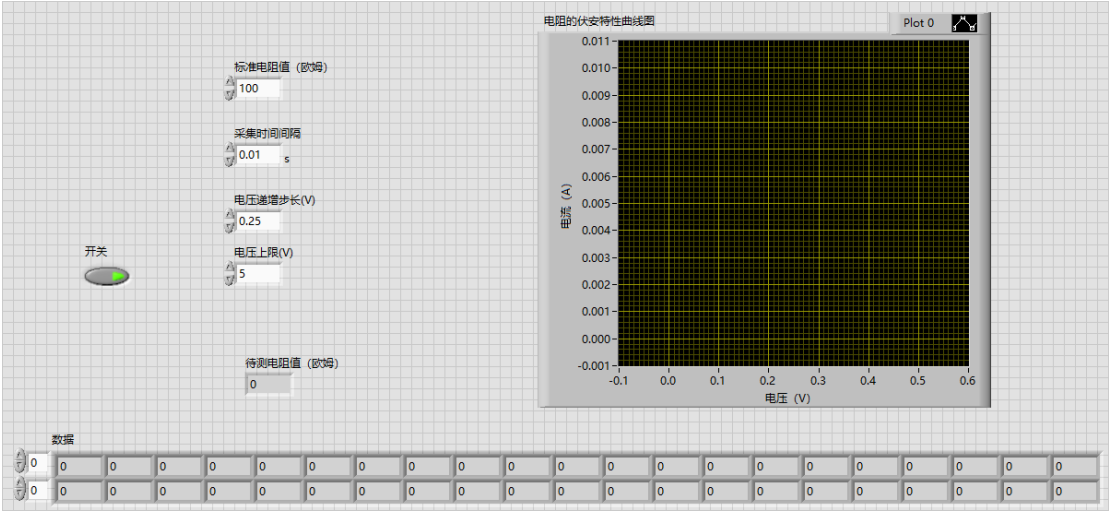 电阻的伏安特性曲线图
Plot 0
标准电阻值（欧姆）
100
采集时间间隔
0.01 s
电压递增步长(V)
0.25
开关
电压上限(V)
5
待测电阻值（欧姆）
0
电流（A）
0.011
0.010
0.009
0.008
0.007
0.006
0.005
0.004
0.003
0.002
0.001
0.000
-0.001
-0.1 0.0 0.1 0.2 0.3 0.4 0.5 0.6
电压（V）
数据
0 0 0 0 0 0 0 0 0 0 0 0 0 0 0 0 0 0 0 0 0 0
0 0 0 0 0 0 0 0 0 0 0 0 0 0 0 0 0 0 0 0 0 0